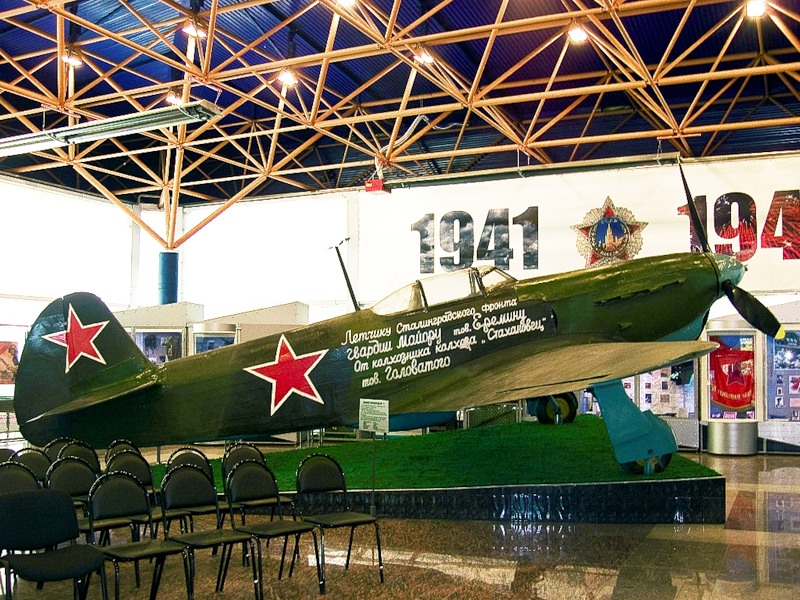 1941
194
Летчику Сталинградского фронта
Гвардии Майору тов. Еремину
От колхозника колхоза „Стахановец"
тов. Головатого